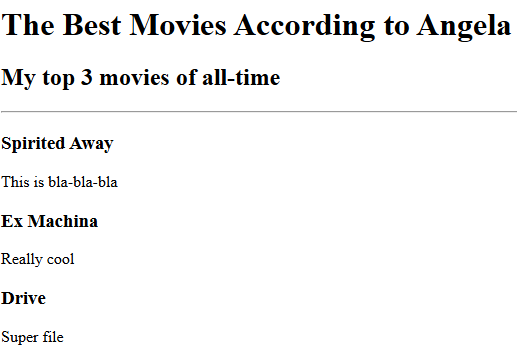 The Best Movies According to Angela
My top 3 movies of all-time
Spirited Away
This is bla-bla-bla
Ex Machina
Really cool
Drive
Super file